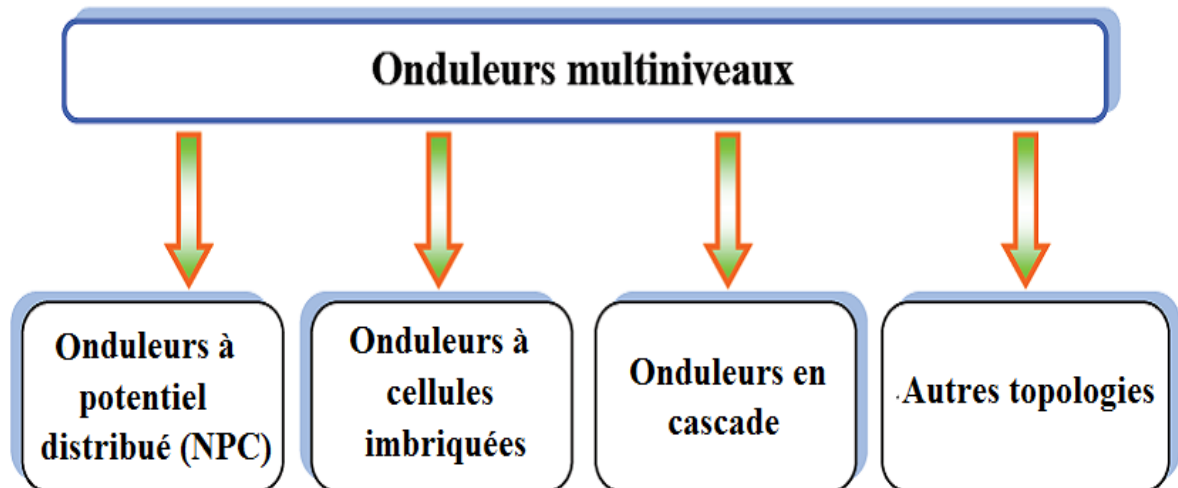 Onduleurs multiniveaux
Onduleurs à
potentiel
distribué (NPC)
Onduleurs à
cellules
imbriquées
Onduleurs en
cascade
Autres topologies